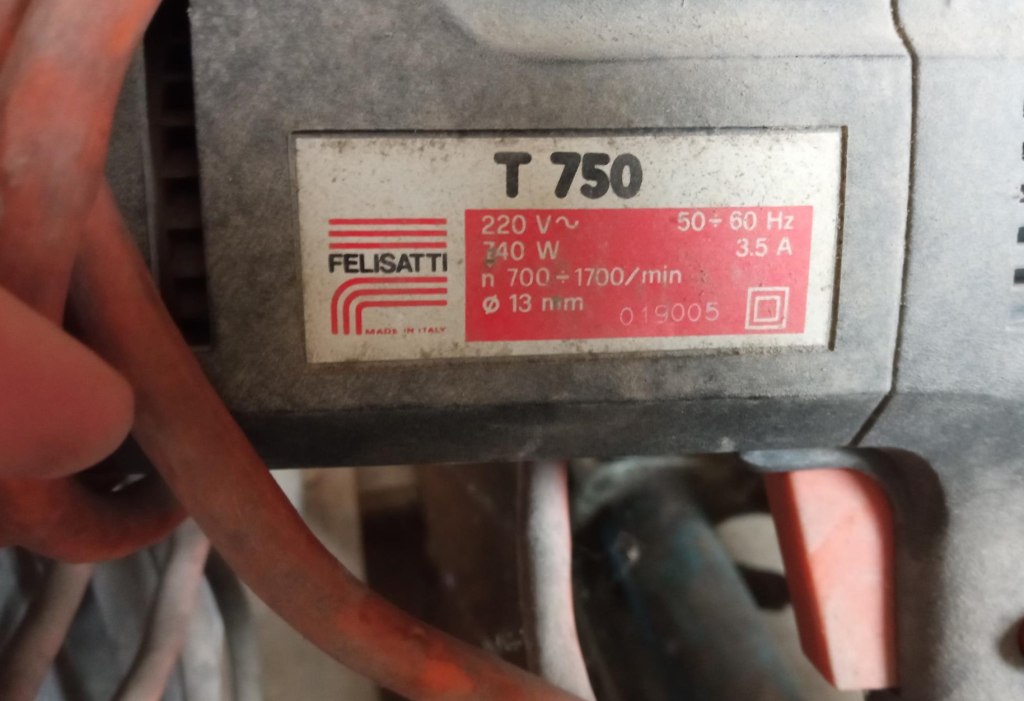 T 750
220 V~ 50÷60 Hz
740 W 3.5 A
n 700÷1700/min
ø 13 mm 019005
FELISATTI
MADE IN ITALY